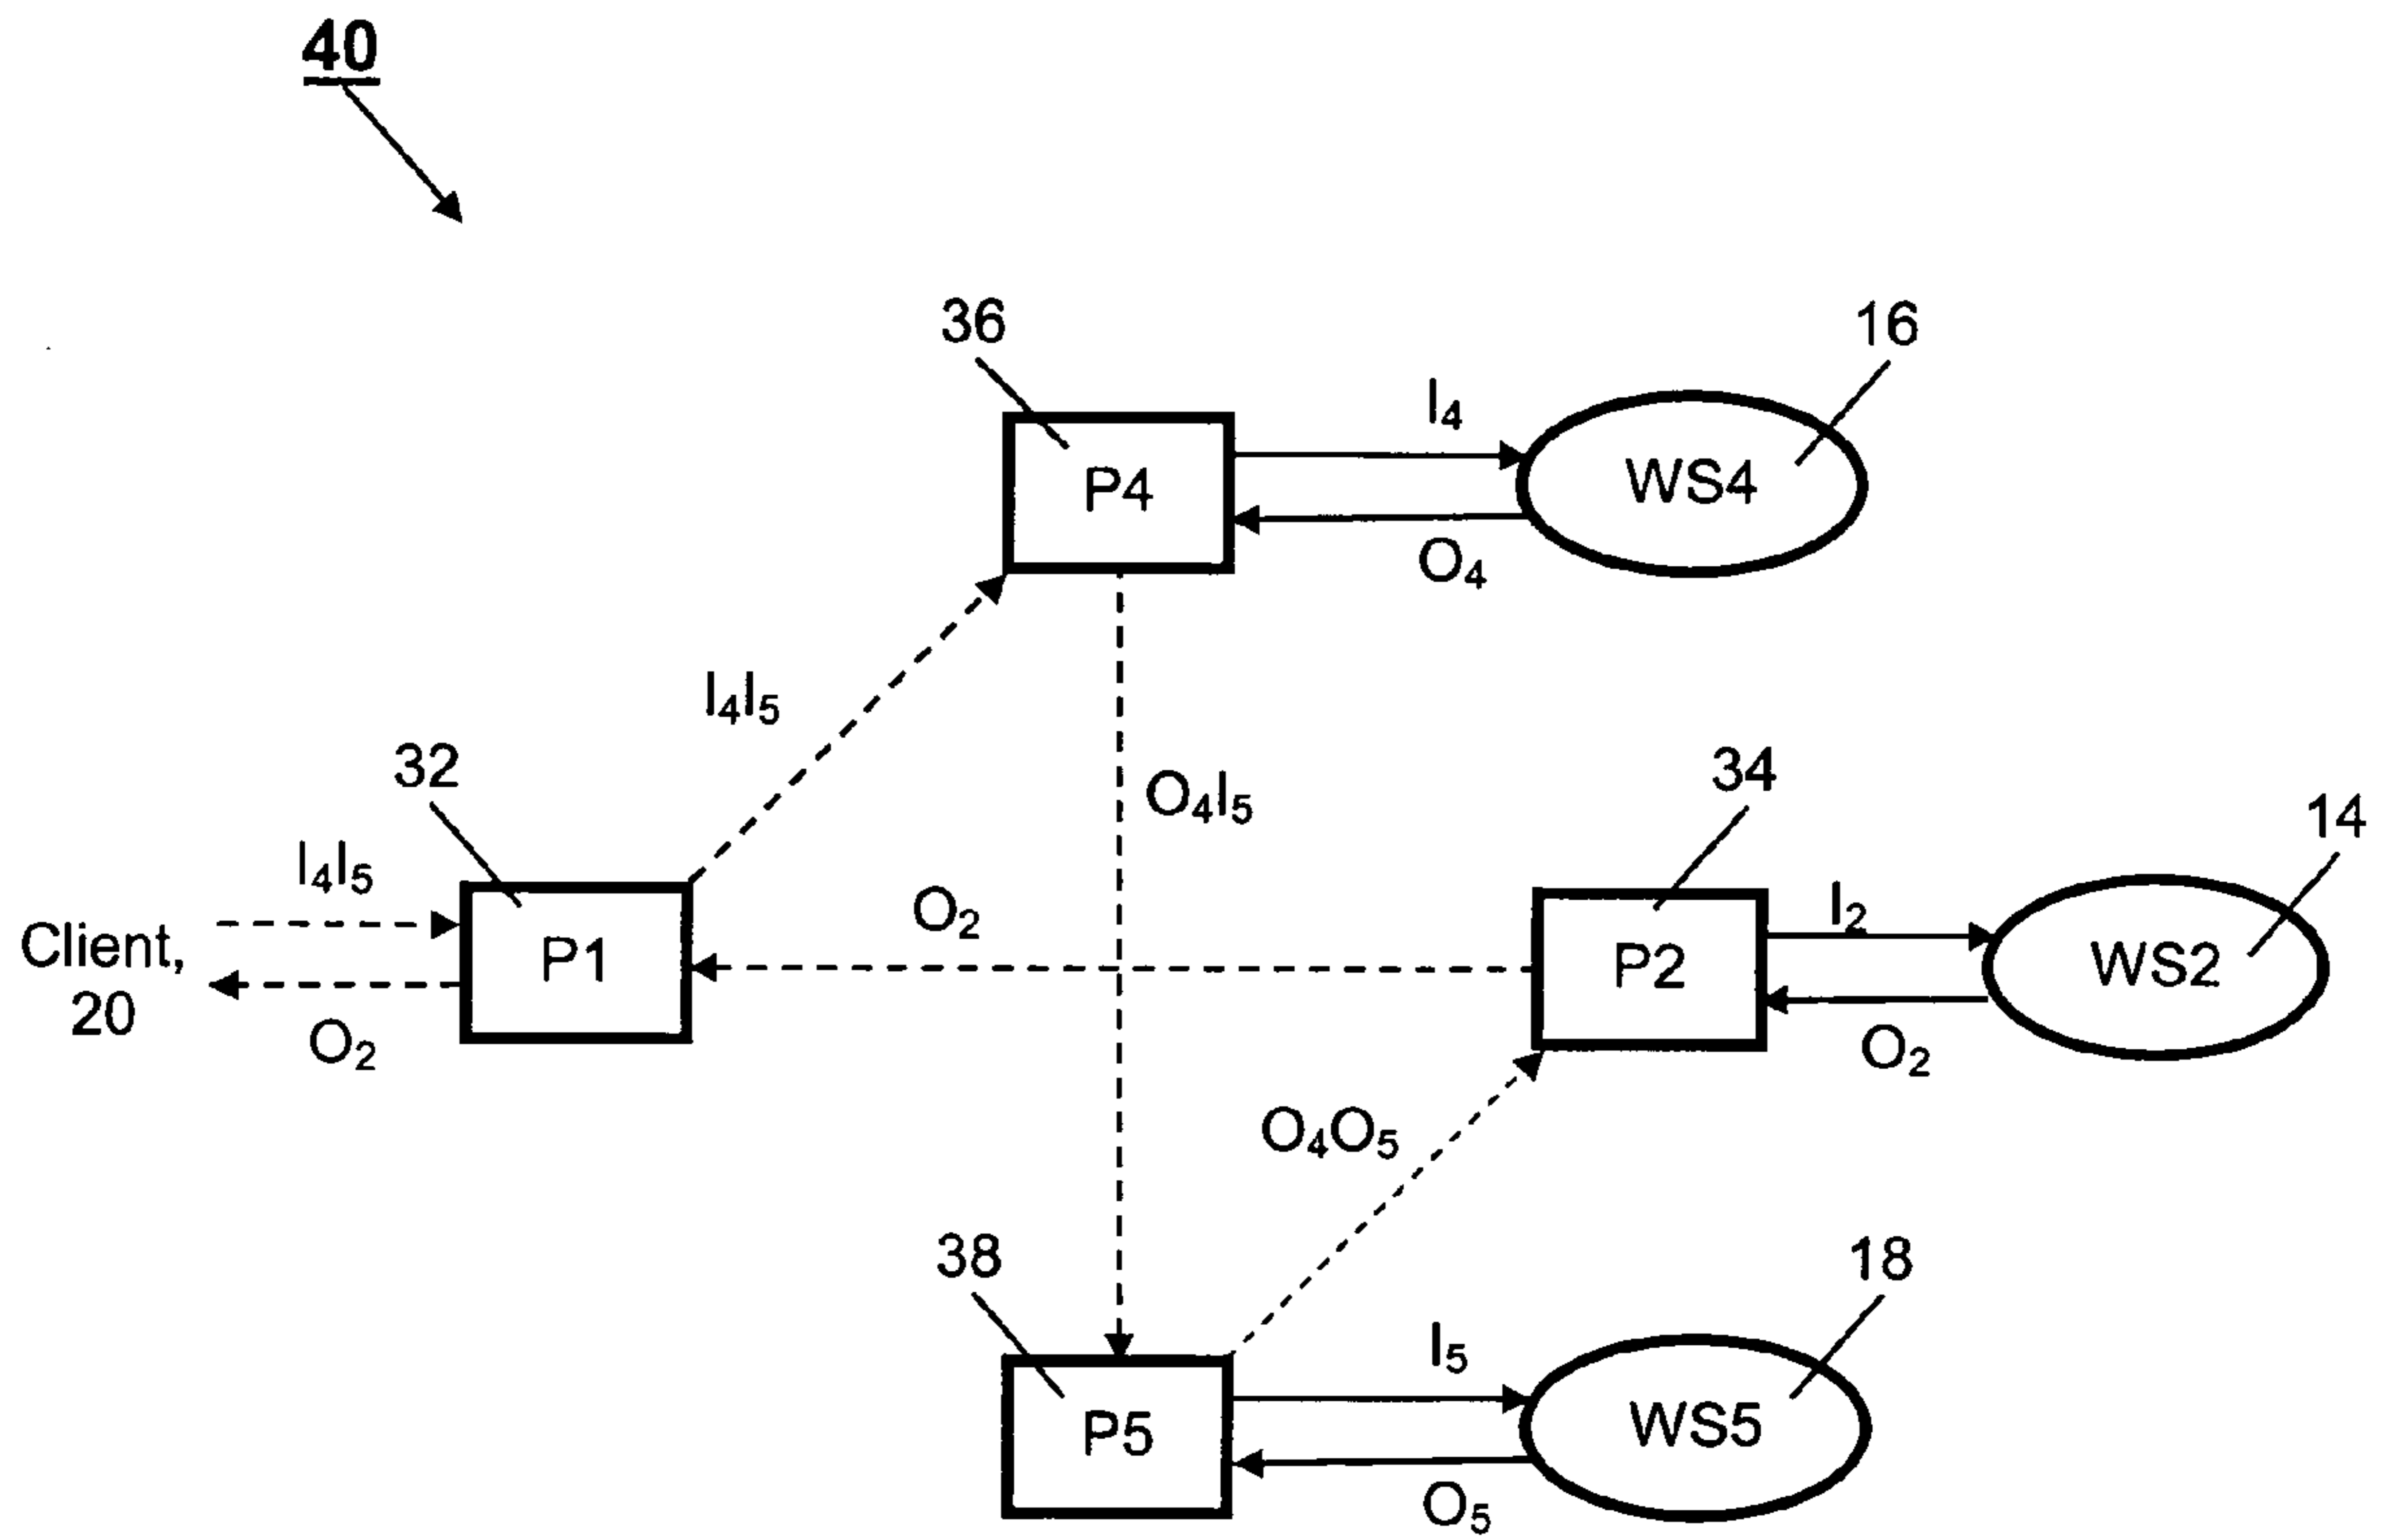 40
36
16
I₄
P4
WS4
O₄
I₄I₅
32
O₄I₅
34
14
I₄I₅
O₂
I₂
Client,
20
P1
P2
WS2
O₂
O₂
O₄O₅
38
18
I₅
P5
WS5
O₅